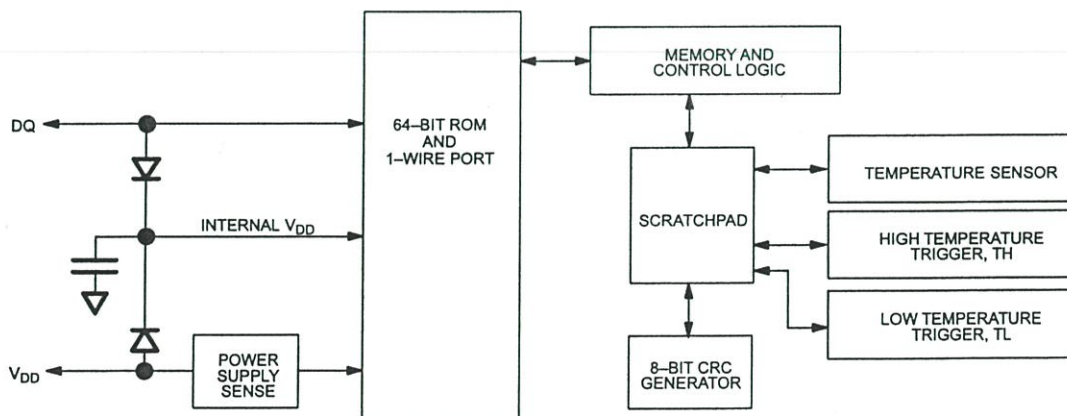 DQ
INTERNAL VDD
VDD
POWER
SUPPLY
SENSE
64–BIT ROM
AND
1–WIRE PORT
MEMORY AND
CONTROL LOGIC
SCRATCHPAD
8–BIT CRC
GENERATOR
TEMPERATURE SENSOR
HIGH TEMPERATURE
TRIGGER, TH
LOW TEMPERATURE
TRIGGER, TL